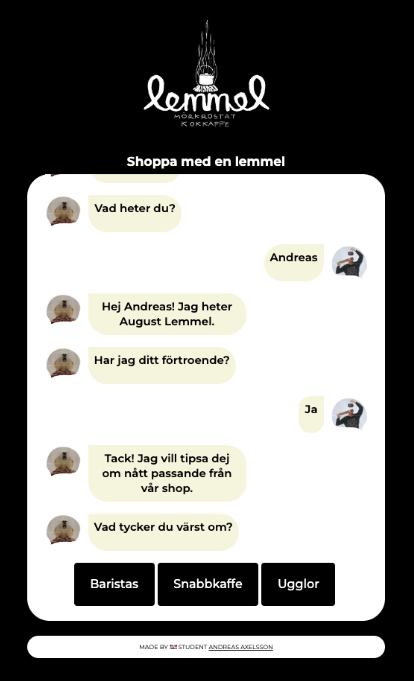 lemmel
MÖRKROSTAT
KOKKAFFE
Shoppa med en lemmel
Vad heter du?
Andreas
Hej Andreas! Jag heter
August Lemmel.
Har jag ditt förtroende?
Ja
Tack! Jag vill tipsa dej
om nått passande från
vår shop.
Vad tycker du värst om?
Baristas
Snabbkaffe
Ugglor
MADE BY STUDENT ANDREAS AXELSSON